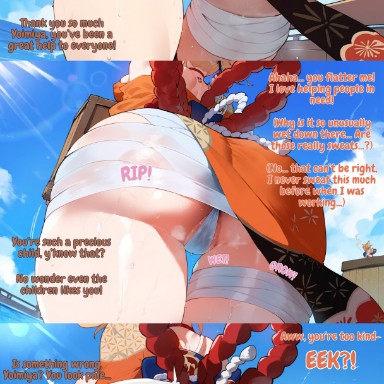 Thank you so much
Yoimiya, you've been a
great help to everyone!
Ahaha... you flatter me!
I love helping people in
need!
(Why is it so unusually
wet down there... Are
those really sweats...?)
(No... that can't be right.
I never sweat this much
before when I was
working...)
RIP!
You're such a precious
child, y'know that?
No wonder even the
children likes you!
WET!
Aww, you're too kind-
EEK?!
Is something wrong
Yoimiya? You look pale...